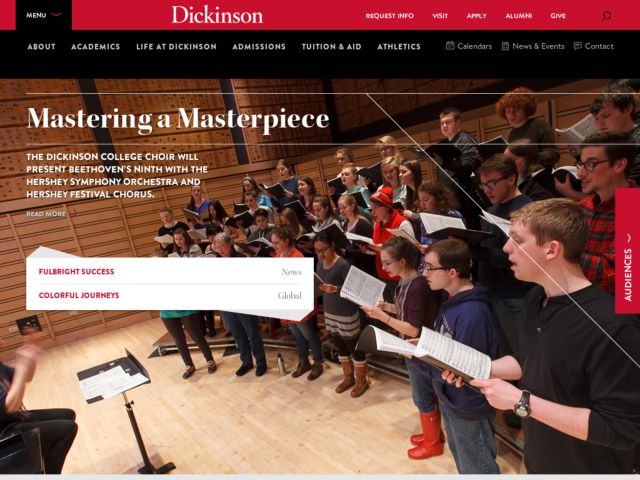 MENU
Dickinson
REQUEST INFO
VISIT
APPLY
ALUMNI
GIVE
ABOUT
ACADEMICS
LIFE AT DICKINSON
ADMISSIONS
TUITION & AID
ATHLETICS
Calendars
News & Events
Contact
Mastering a Masterpiece
THE DICKINSON COLLEGE CHOIR WILL
PRESENT BEETHOVEN'S NINTH WITH THE
HERSHEY SYMPHONY ORCHESTRA AND
HERSHEY FESTIVAL CHORUS.
READ MORE
FULBRIGHT SUCCESS
News
COLORFUL JOURNEYS
Global
AUDIENCES